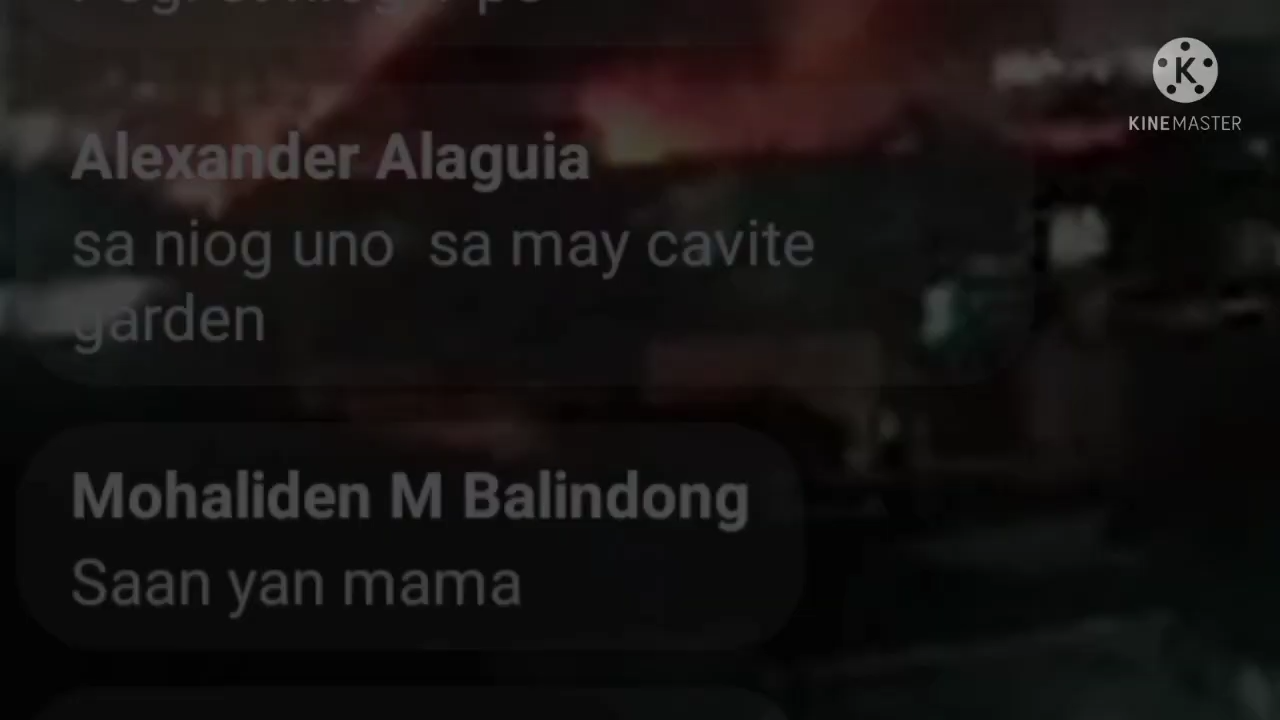 KINEMASTER
Alexander Alaguia
sa niog uno sa may cavite
garden
Mohaliden M Balindong
Saan yan mama